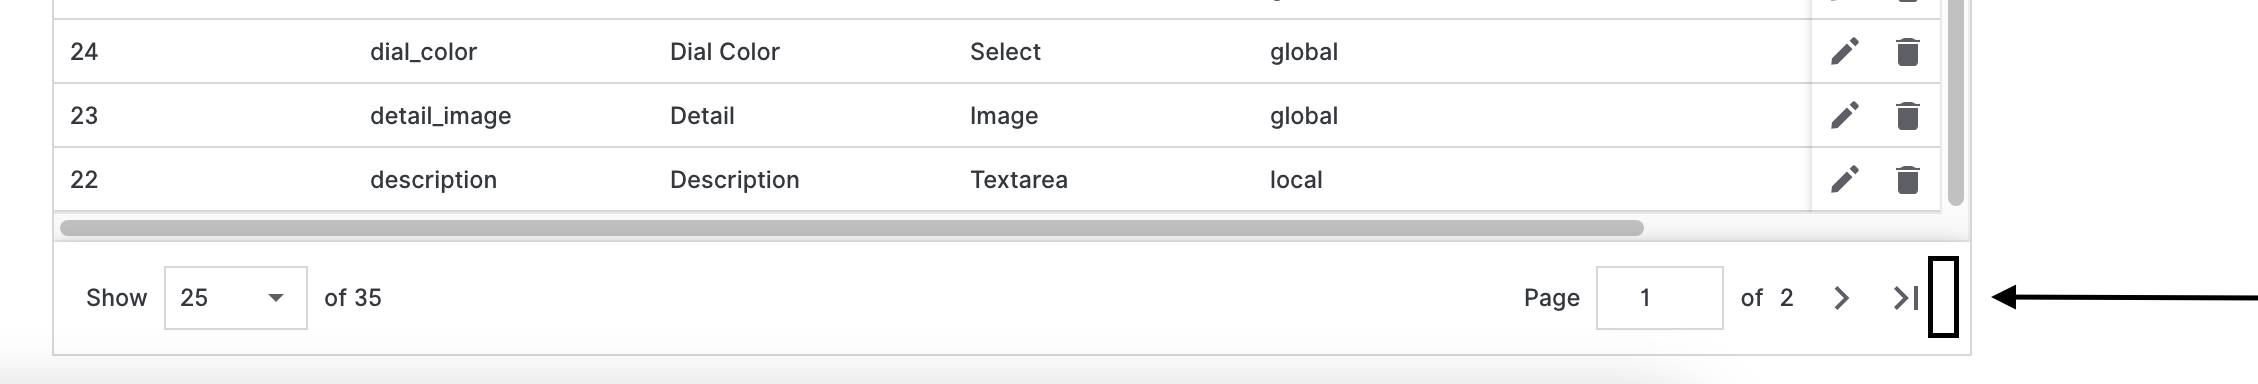 24 dial_color Dial Color Select global
23 detail_image Detail Image global
22 description Description Textarea local
Show 25 of 35 Page 1 of 2